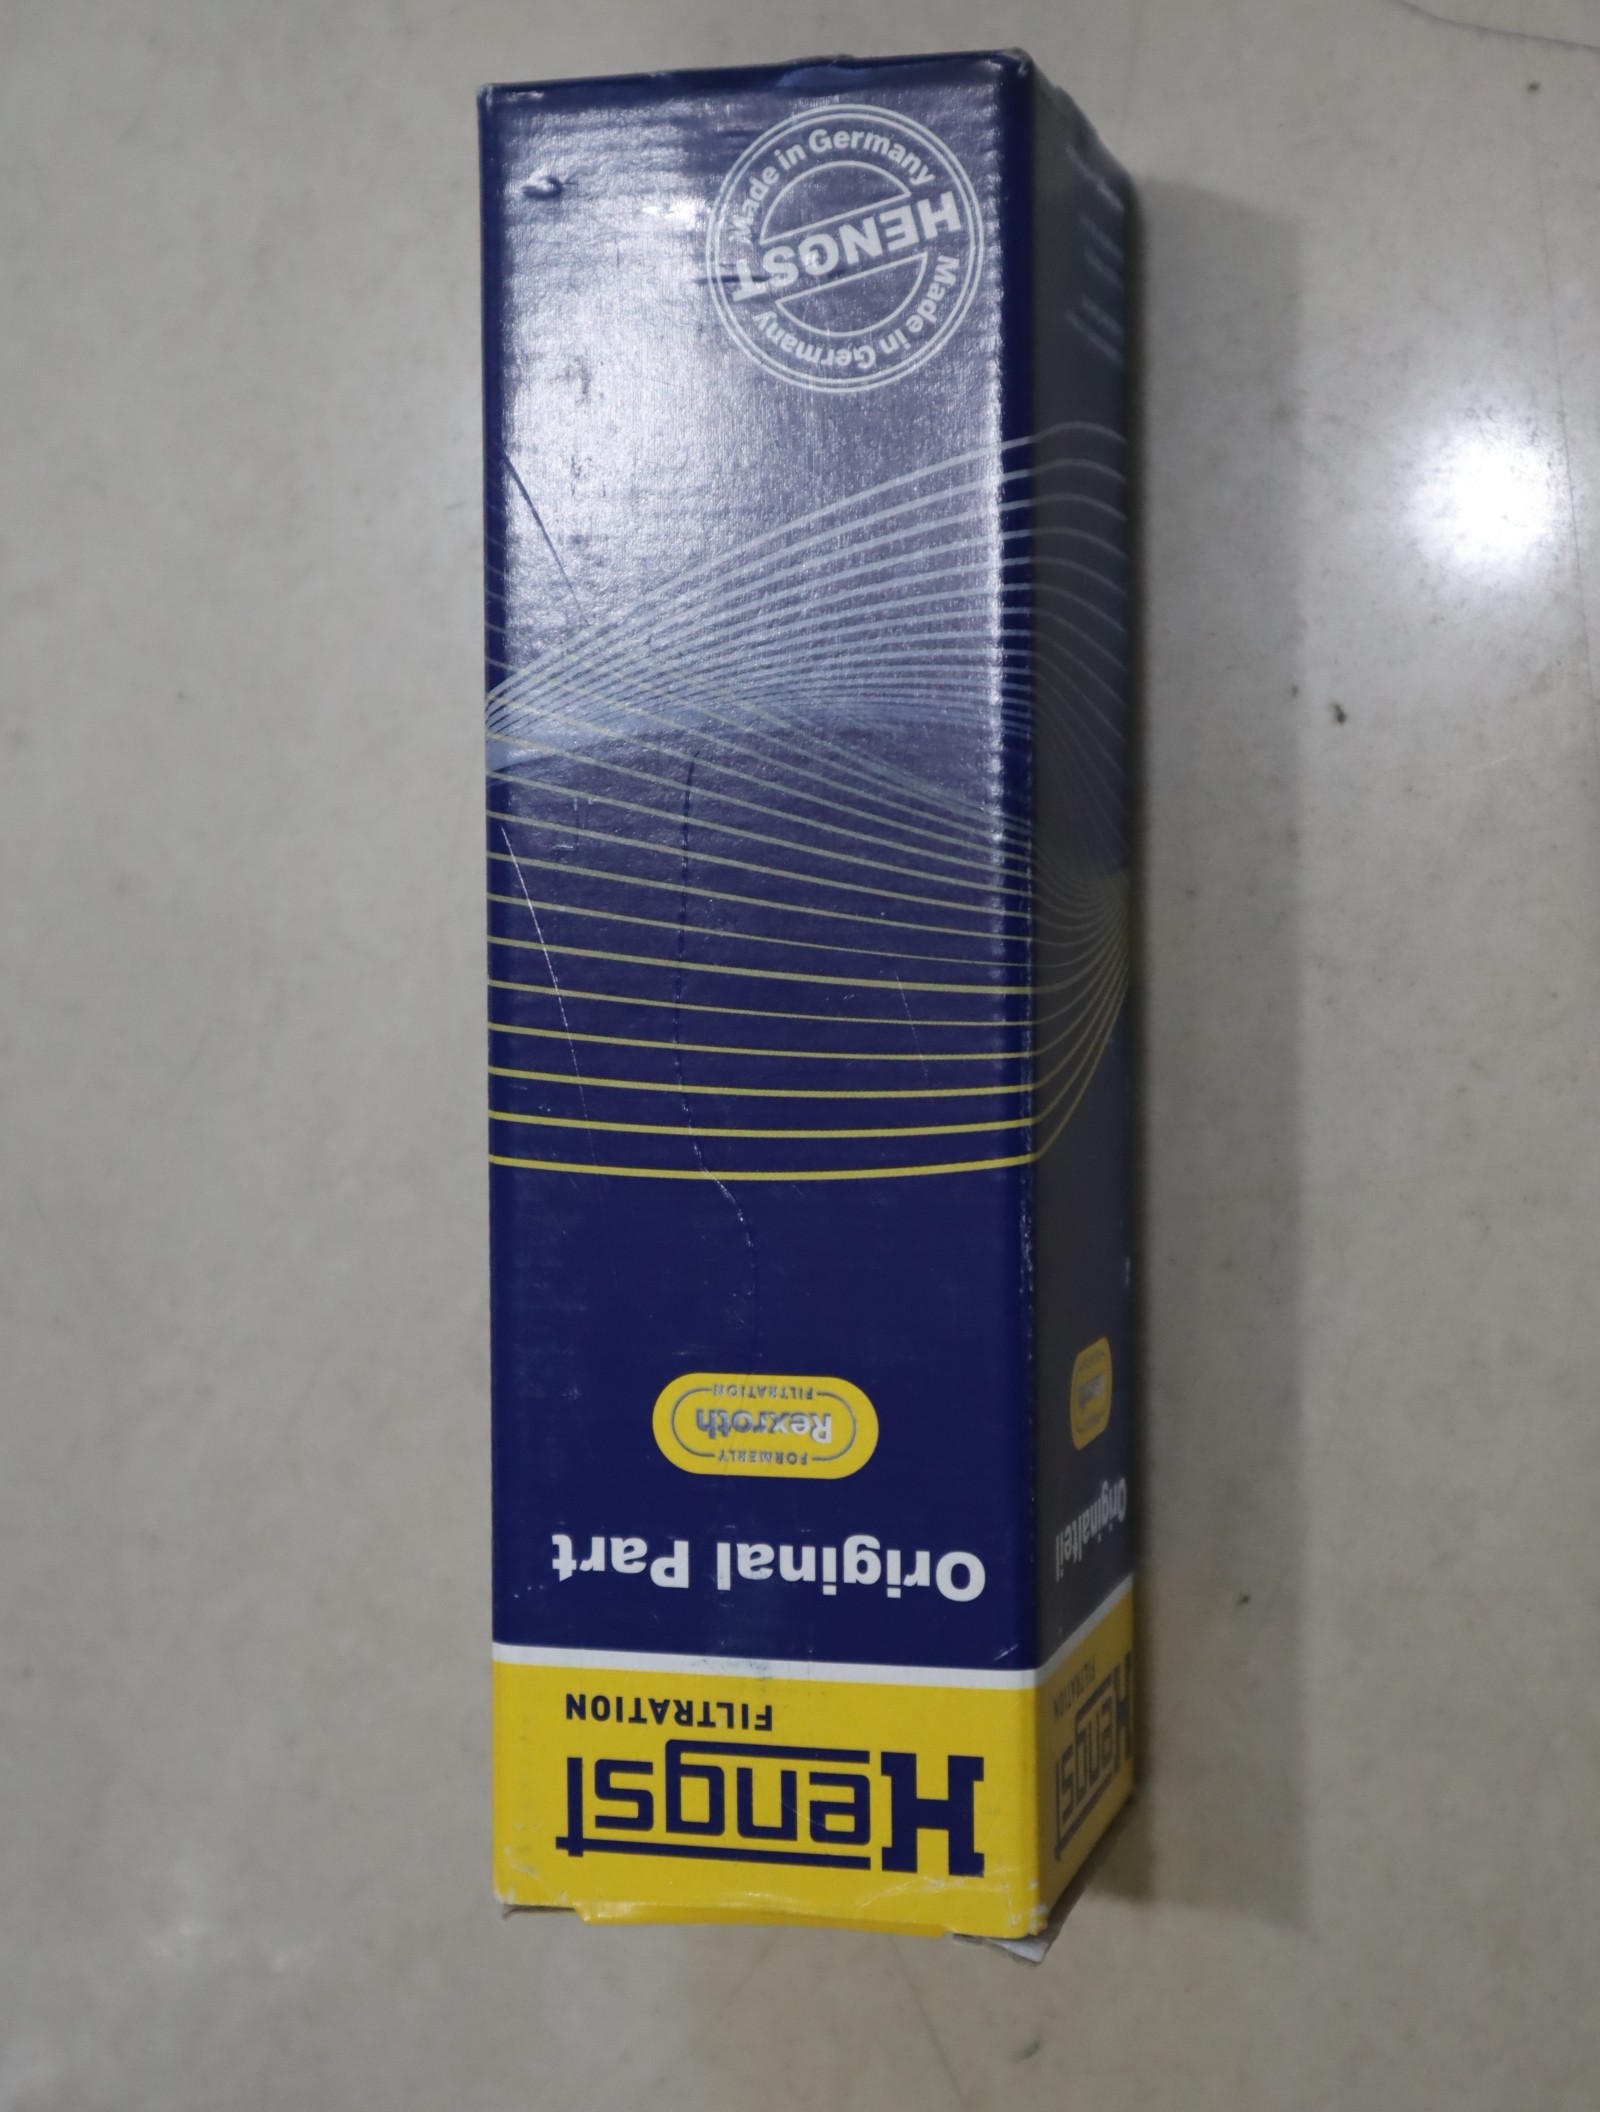 Hengst
FILTRATION
Original Part
FORMERLY
Rexroth
FILTRATION
Made in Germany
HENGST
Made in Germany
Hengst
FILTRATION
Originalteil